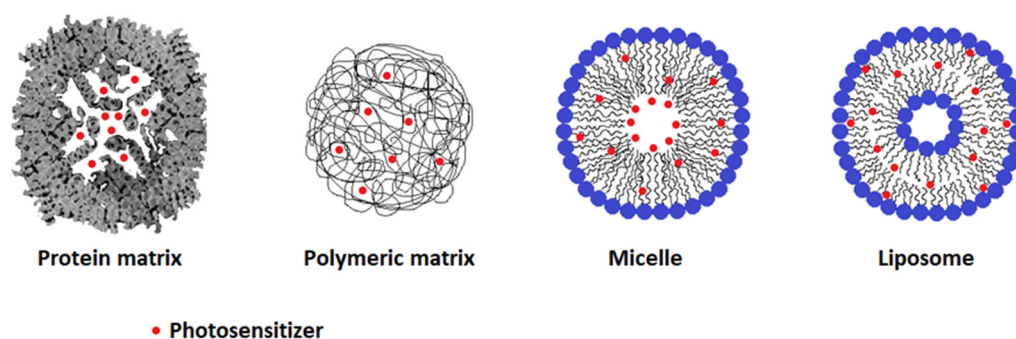 Protein matrix
Polymeric matrix
Micelle
Liposome
Photosensitizer